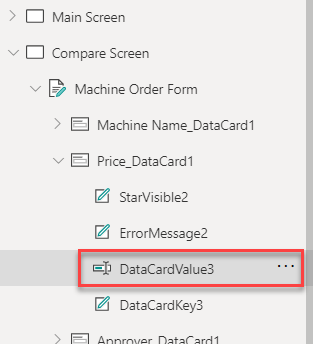 Main Screen
Compare Screen
Machine Order Form
Machine Name_DataCard1
Price_DataCard1
StarVisible2
ErrorMessage2
DataCardValue3 ...
DataCardKey3
Approver_DataCard1